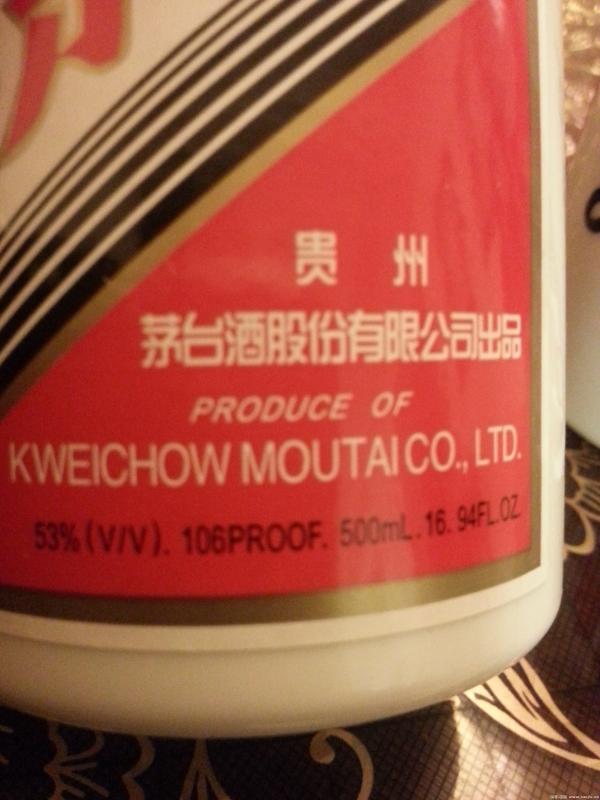 贵州
茅台酒股份有限公司出品
PRODUCE OF
KWEICHOW MOUTAI CO., LTD.
53% (V/V). 106PROOF. 500mL. 16. 94FL.OZ.